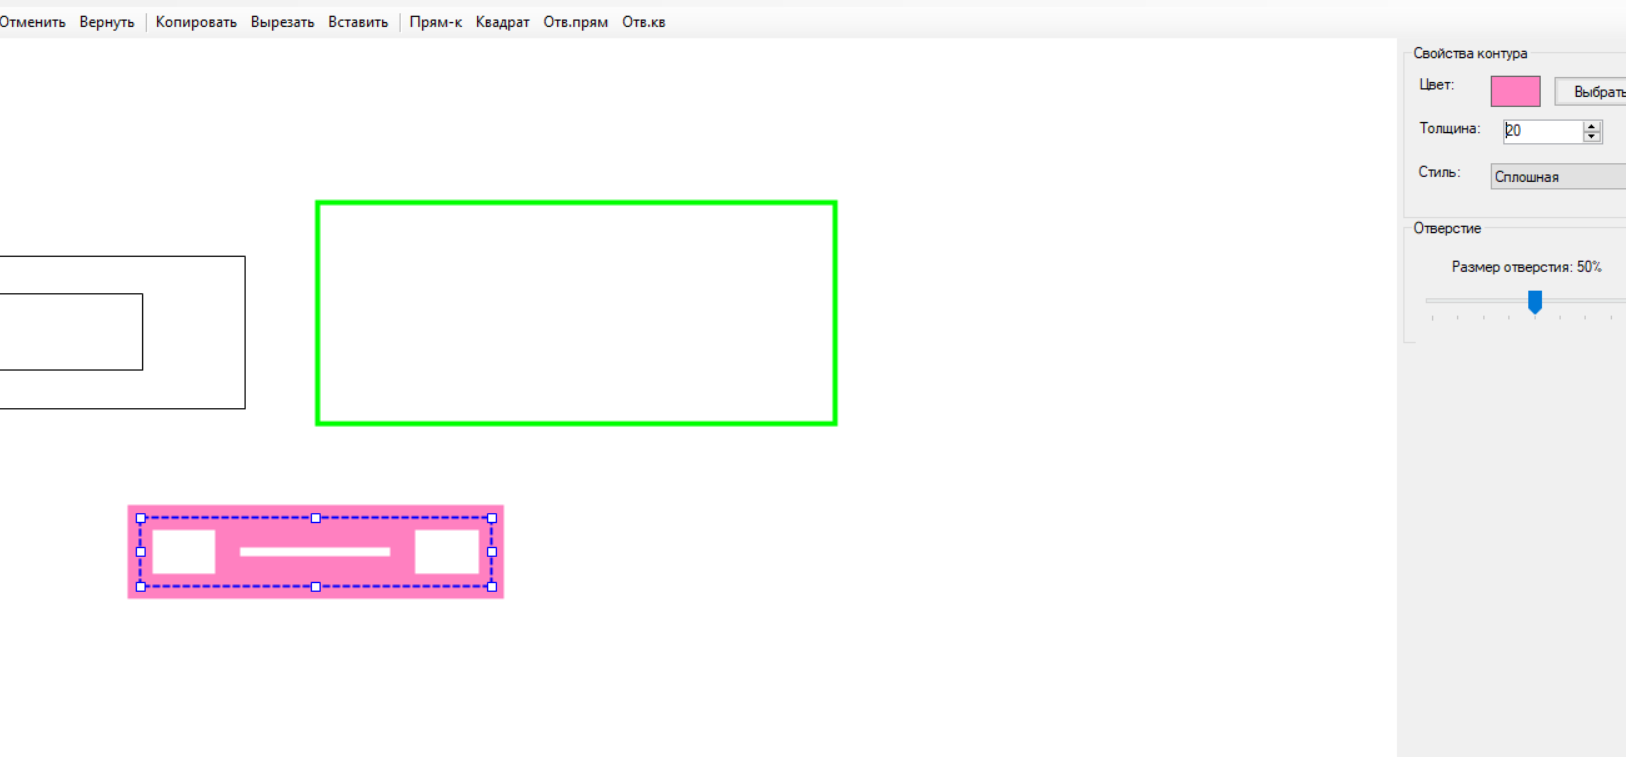 Отменить Вернуть Копировать Вырезать Вставить Прям-к Квадрат Отв.прям Отв.кв
Свойства контура
Цвет: Выбрать
Толщина: 20
Стиль: Сплошная
Отверстие
Размер отверстия: 50%